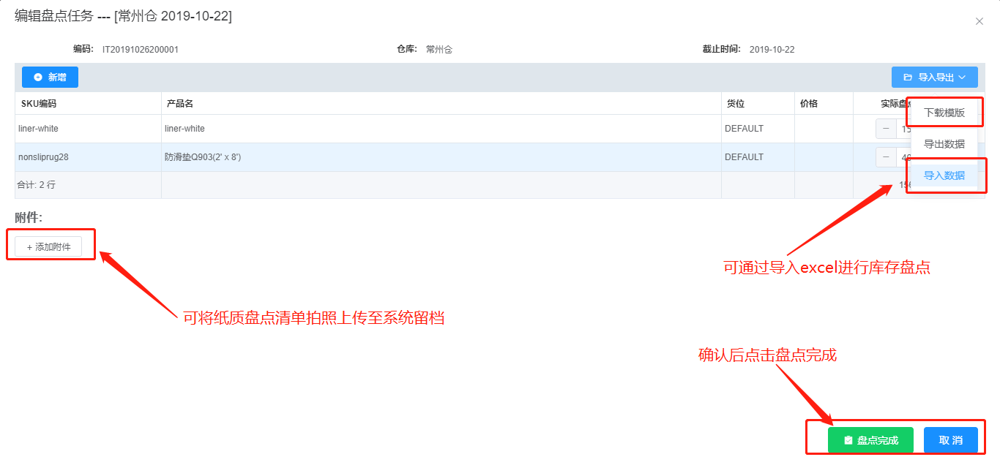 编辑盘点任务 --- [常州仓 2019-10-22]
编码: IT20191026200001 仓库: 常州仓 截止时间: 2019-10-22
新增 导入导出
SKU编码 产品名 货位 价格 实际盘
下载模版
liner-white liner-white DEFAULT 15
导出数据
nonsliprug28 防滑垫Q903(2' x 8') DEFAULT 40
导入数据
合计: 2 行 156
附件:
+ 添加附件
可通过导入excel进行库存盘点
可将纸质盘点清单拍照上传至系统留档
确认后点击盘点完成
盘点完成 取 消